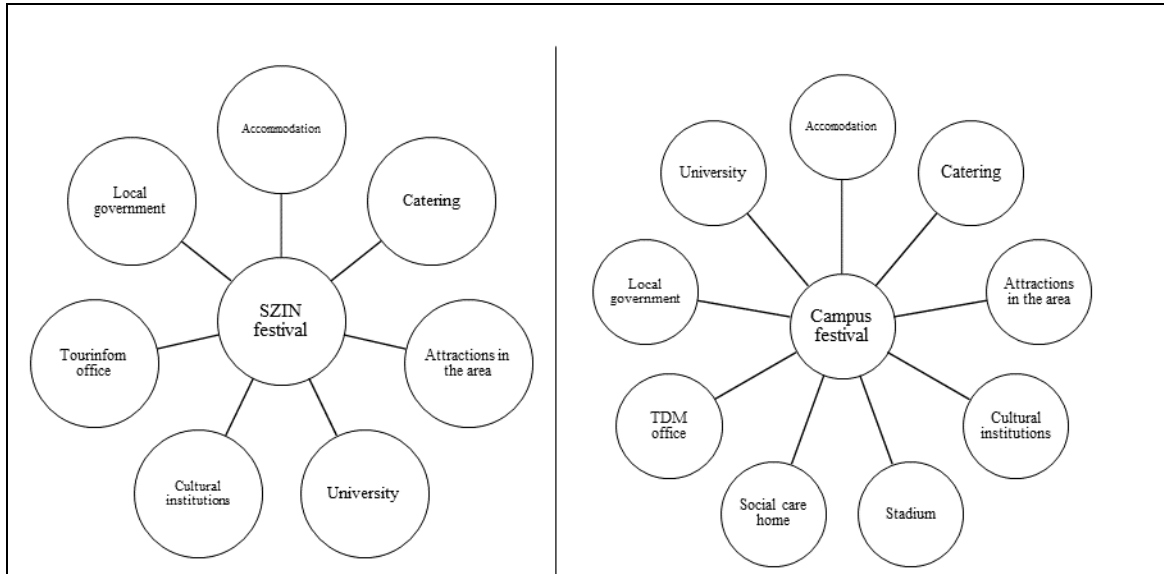 Accommodation
Local
government
Catering
SZIN
festival
Tourinfom
office
Attractions in
the area
Cultural
institutions
University
Accomodation
University
Catering
Local
government
Attractions
in the area
Campus
festival
TDM
office
Cultural
institutions
Social care
home
Stadium